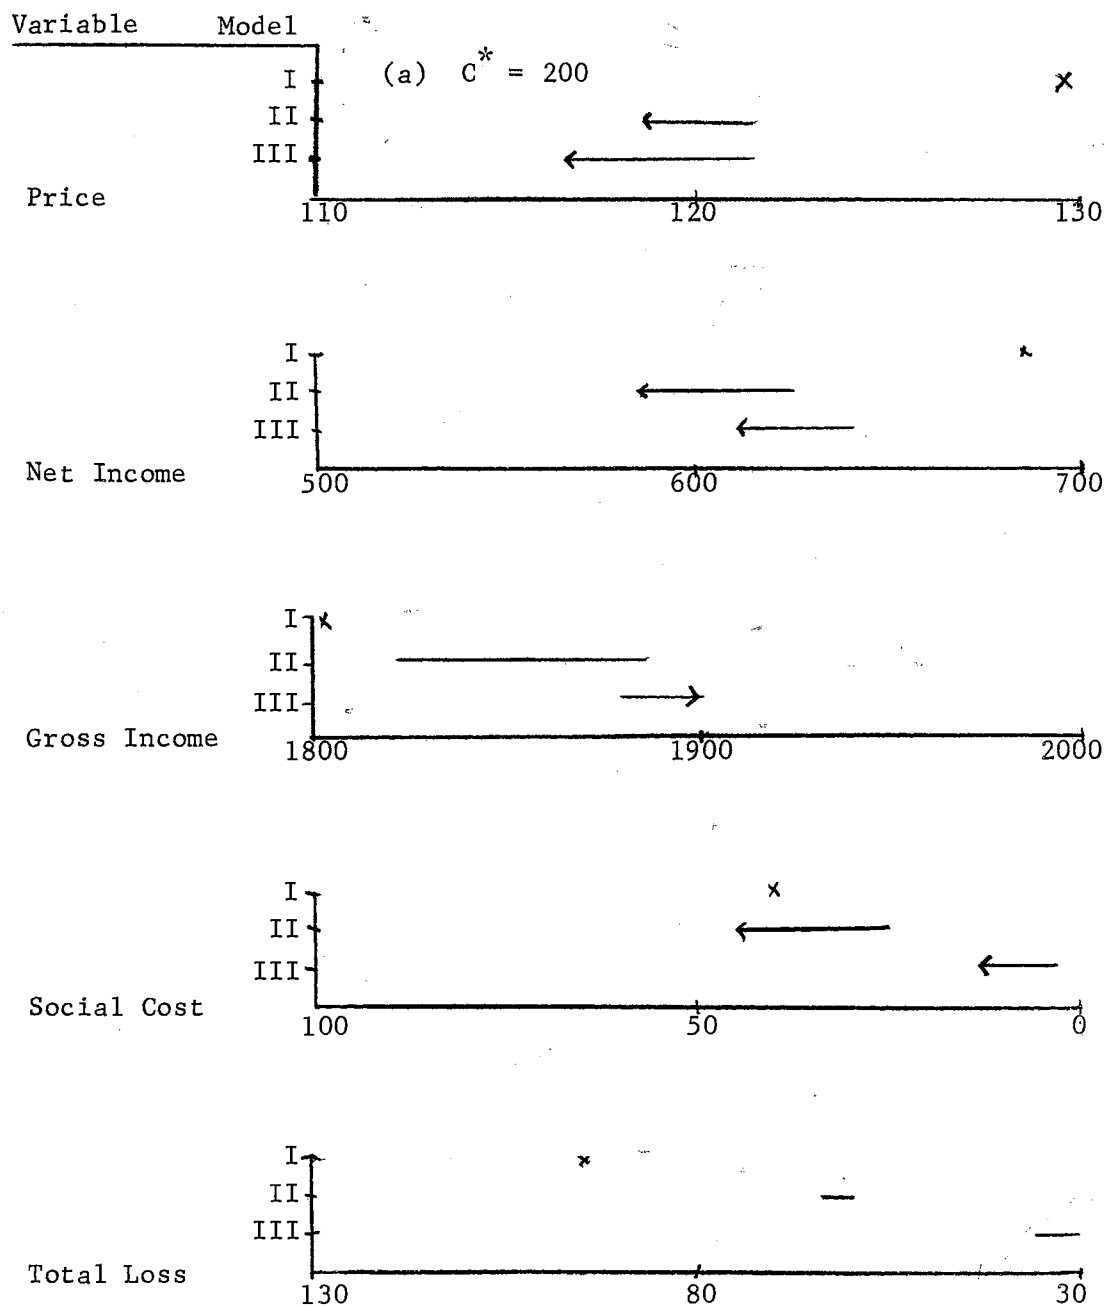 Variable Model
(a) C* = 200
I
II
III
Price
110 120 130
I
II
III
Net Income
500 600 700
I
II
III
Gross Income
1800 1900 2000
I
II
III
Social Cost
100 50 0
I
II
III
Total Loss
130 80 30